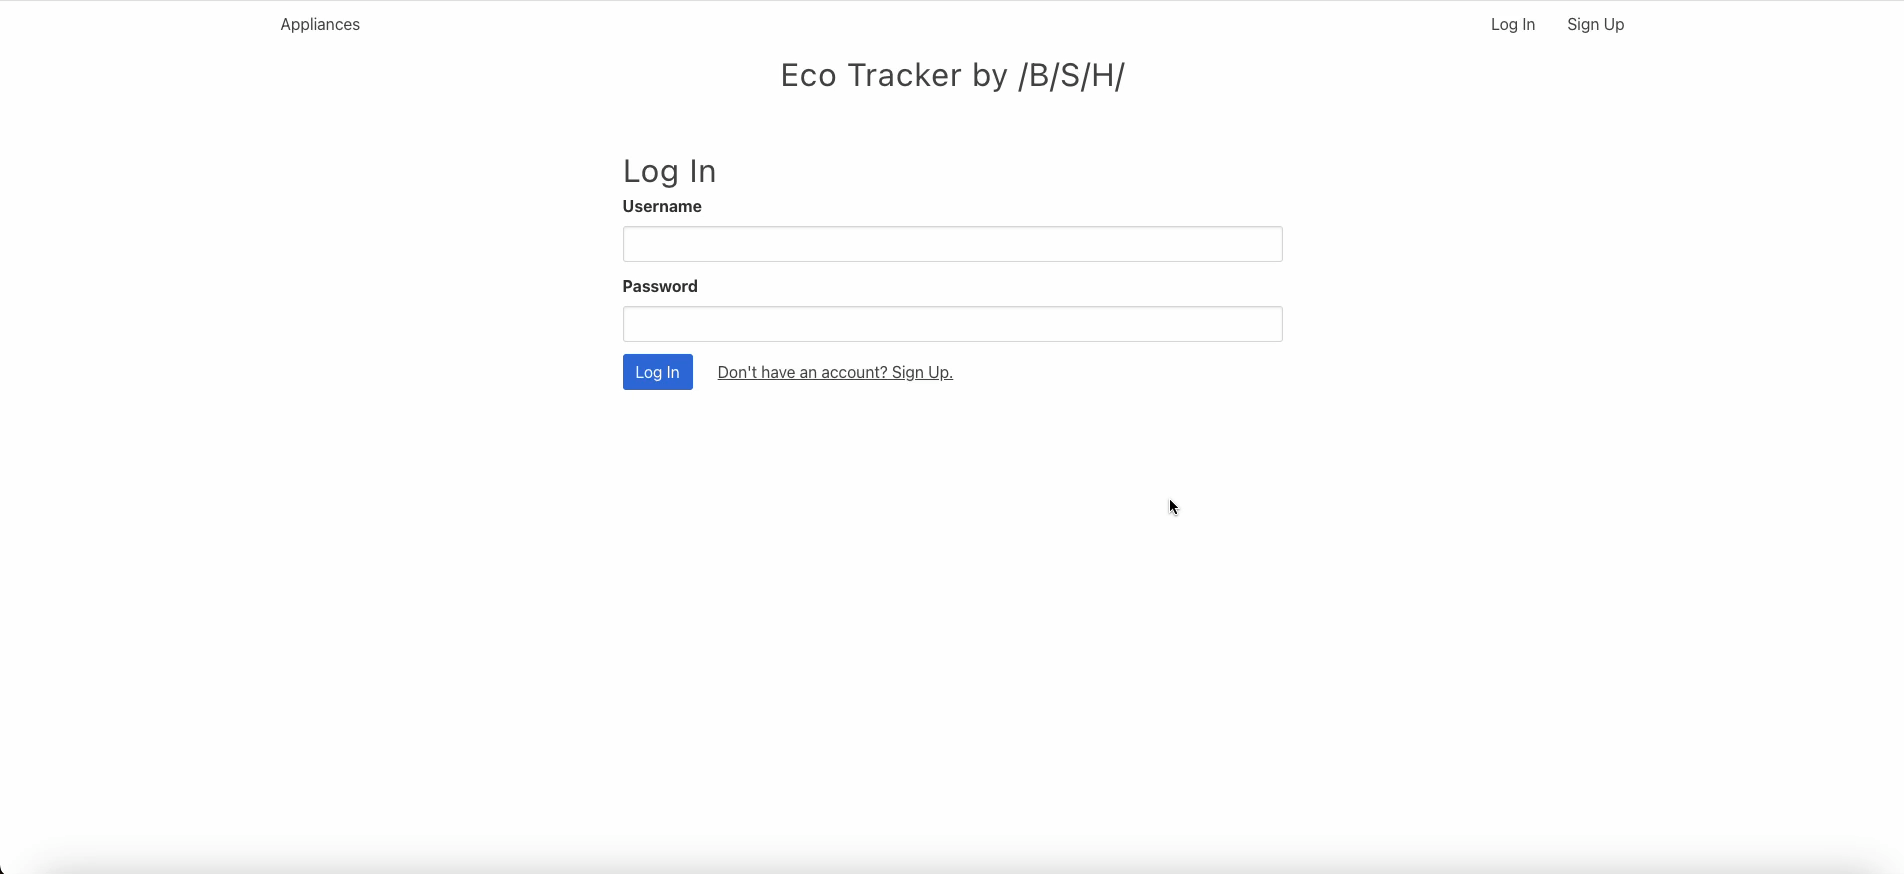 Appliances Log In Sign Up
Eco Tracker by /B/S/H/
Log In
Username
Password
Log In Don't have an account? Sign Up.